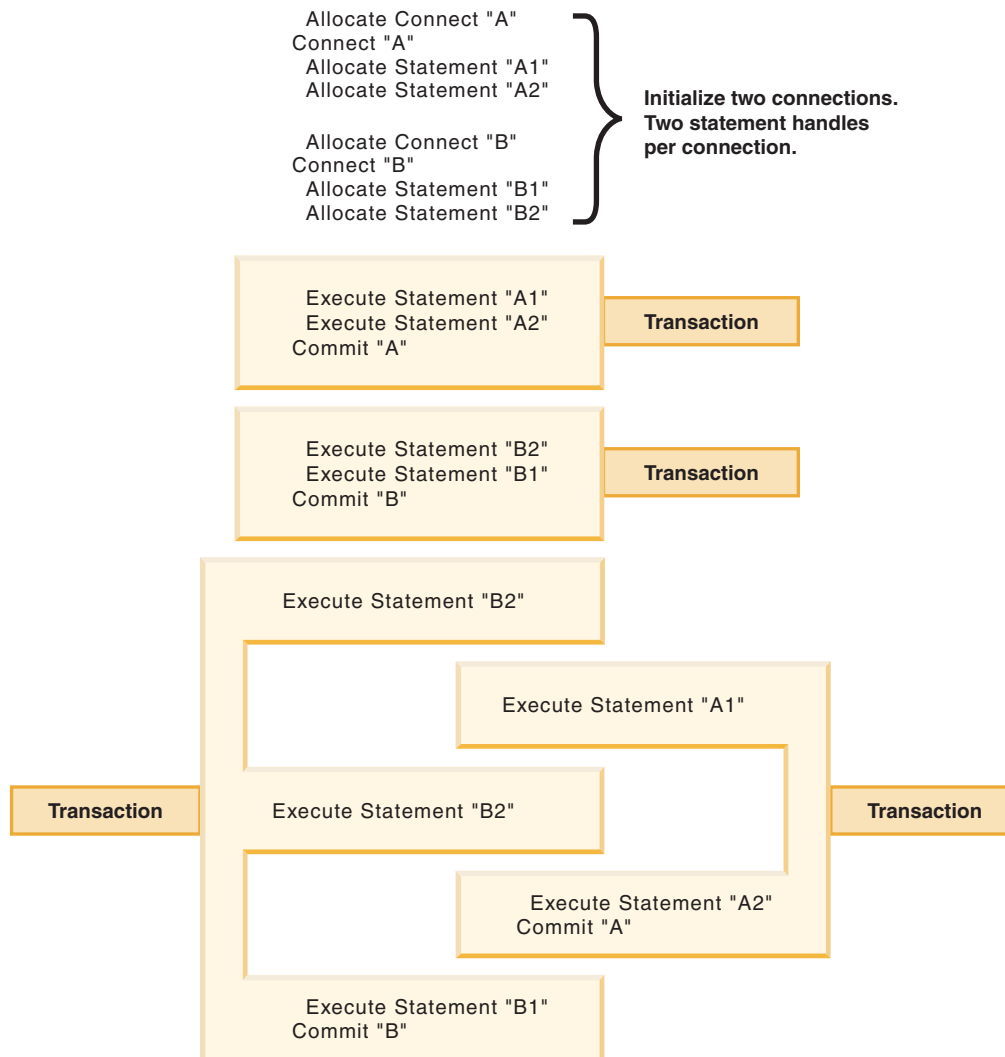 Allocate Connect "A"
Connect "A"
Allocate Statement "A1"
Allocate Statement "A2"
Allocate Connect "B"
Connect "B"
Allocate Statement "B1"
Allocate Statement "B2"
Initialize two connections.
Two statement handles
per connection.
Execute Statement "A1"
Execute Statement "A2"
Commit "A"
Transaction
Execute Statement "B2"
Execute Statement "B1"
Commit "B"
Transaction
Execute Statement "B2"
Execute Statement "A1"
Transaction
Execute Statement "B2"
Transaction
Execute Statement "A2"
Commit "A"
Execute Statement "B1"
Commit "B"